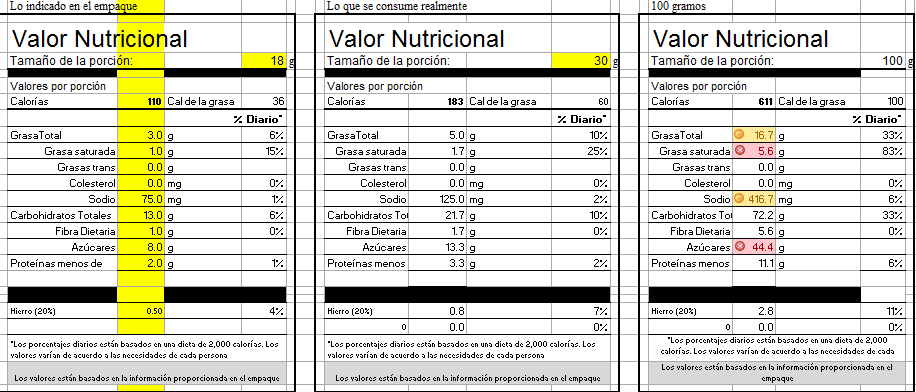 Lo indicado en el empaque
Valor Nutricional
Tamaño de la porción: 18 g
Valores por porción
Calorías 110 Cal de la grasa 36
% Diario*
GrasaTotal 3.0 g 6%
Grasa saturada 1.0 g 15%
Grasas trans 0.0 g
Colesterol 0.0 mg 0%
Sodio 75.0 mg 1%
Carbohidratos Totales 13.0 g 6%
Fibra Dietaria 1.0 g 0%
Azúcares 8.0 g
Proteínas menos de 2.0 g 1%
Hierro (20%) 0.50 4%
*Los porcentajes diarios están basados en una dieta de 2,000 calorías. Los
valores varían de acuerdo a las necesidades de cada persona
Los valores están basados en la información proporcionada en el empaque
Lo que se consume realmente
Valor Nutricional
Tamaño de la porción: 30 g
Valores por porción
Calorías 183 Cal de la grasa 60
% Diario*
GrasaTotal 5.0 g 10%
Grasa saturada 1.7 g 25%
Grasas trans 0.0 g
Colesterol 0.0 mg 0%
Sodio 125.0 mg 2%
Carbohidratos To 21.7 g 10%
Fibra Dietaria 1.7 g 0%
Azúcares 13.3 g
Proteínas menos 3.3 g 2%
Hierro (20%) 0.8 7%
0 0.0 0%
*Los porcentajes diarios están basados en una dieta de 2,000 calorías. Los
valores varían de acuerdo a las necesidades de cada persona
Los valores están basados en la información proporcionada en el empaque
100 gramos
Valor Nutricional
Tamaño de la porción: 100 g
Valores por porción
Calorías 611 Cal de la grasa 100
% Diario*
GrasaTotal 16.7 g 33%
Grasa saturada 5.6 g 83%
Grasas trans 0.0 g
Colesterol 0.0 mg 0%
Sodio 416.7 mg 6%
Carbohidratos To 72.2 g 33%
Fibra Dietaria 5.6 g 0%
Azúcares 44.4 g
Proteínas menos 11.1 g 6%
Hierro (20%) 2.8 11%
0 0.0 0%
*Los porcentajes diarios están basados en una dieta de 2,000
calorías. Los valores varían de acuerdo a las necesidades de cada
Los valores están basados en la información proporcionada en el
empaque